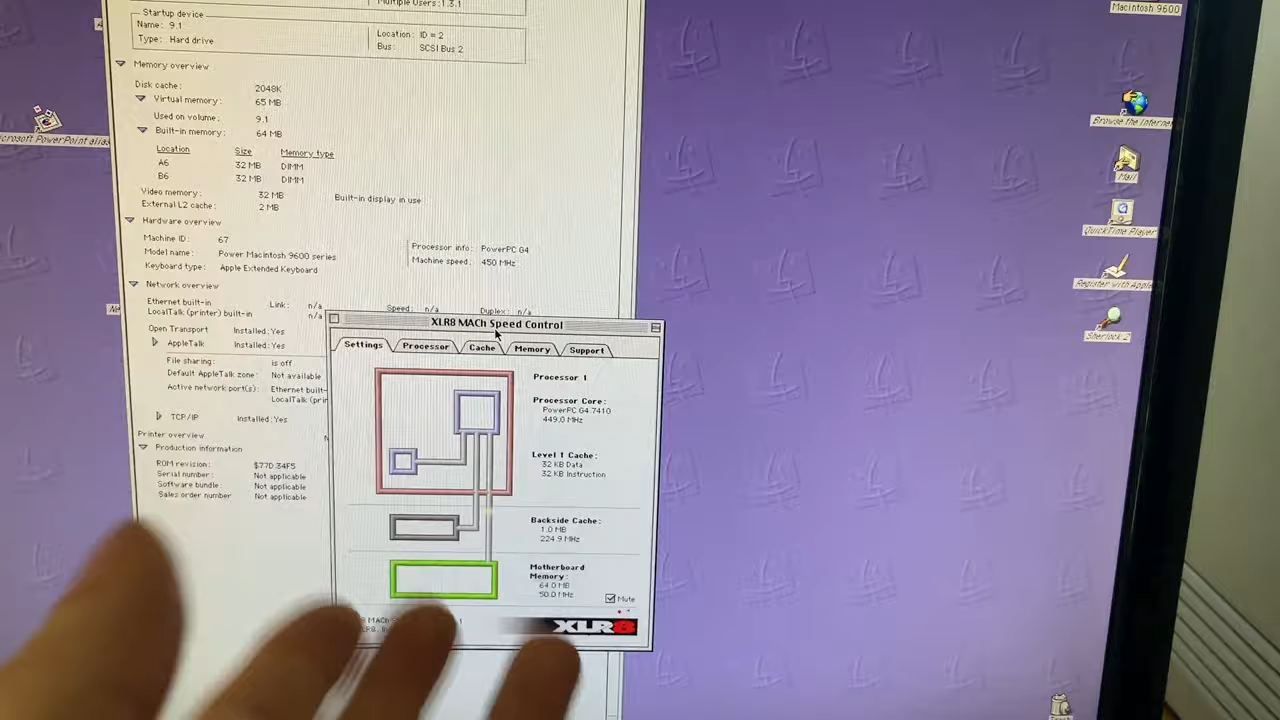 Multiple Users: 1.3.1
Startup device
Name: 9.1
Type: Hard drive
Location: ID = 2
Bus: SCSI Bus 2
Memory overview
Disk cache: 2048K
Virtual memory: 65 MB
Used on volume: 9.1
Built-in memory: 64 MB
Location Size Memory type
A6 32 MB DIMM
B6 32 MB DIMM
Video memory: 32 MB Built-in display in use
External L2 cache: 2 MB
Hardware overview
Machine ID: 67
Model name: Power Macintosh 9600 series
Keyboard type: Apple Extended Keyboard
Processor info: PowerPC G4
Machine speed: 450 MHz
Network overview
Ethernet built-in Link: n/a Speed: n/a Duplex: n/a
LocalTalk (printer) built-in n/a
Open Transport Installed: Yes
AppleTalk Installed: Yes
File sharing: is off
Default AppleTalk zone: Not available
Active network port(s): Ethernet built-
LocalTalk (prin
TCP/IP Installed: Yes
Printer overview
Production information
ROM revision: $77D.34F5
Serial number: Not applicable
Software bundle: Not applicable
Sales order number Not applicable
XLR8 MACh Speed Control
Settings Processor Cache Memory Support
Processor 1
Processor Core:
PowerPC G4 7410
449.0 MHz
Level 1 Cache:
32 KB Data
32 KB Instruction
Backside Cache:
1.0 MB
224.9 MHz
Motherboard
Memory:
64.0 MB
50.0 MHz
Mute
XLR8
crosoft PowerPoint alias
Macintosh 9600
Browse the Internet
Mail
QuickTime Player
Register with Apple
Sherlock 2